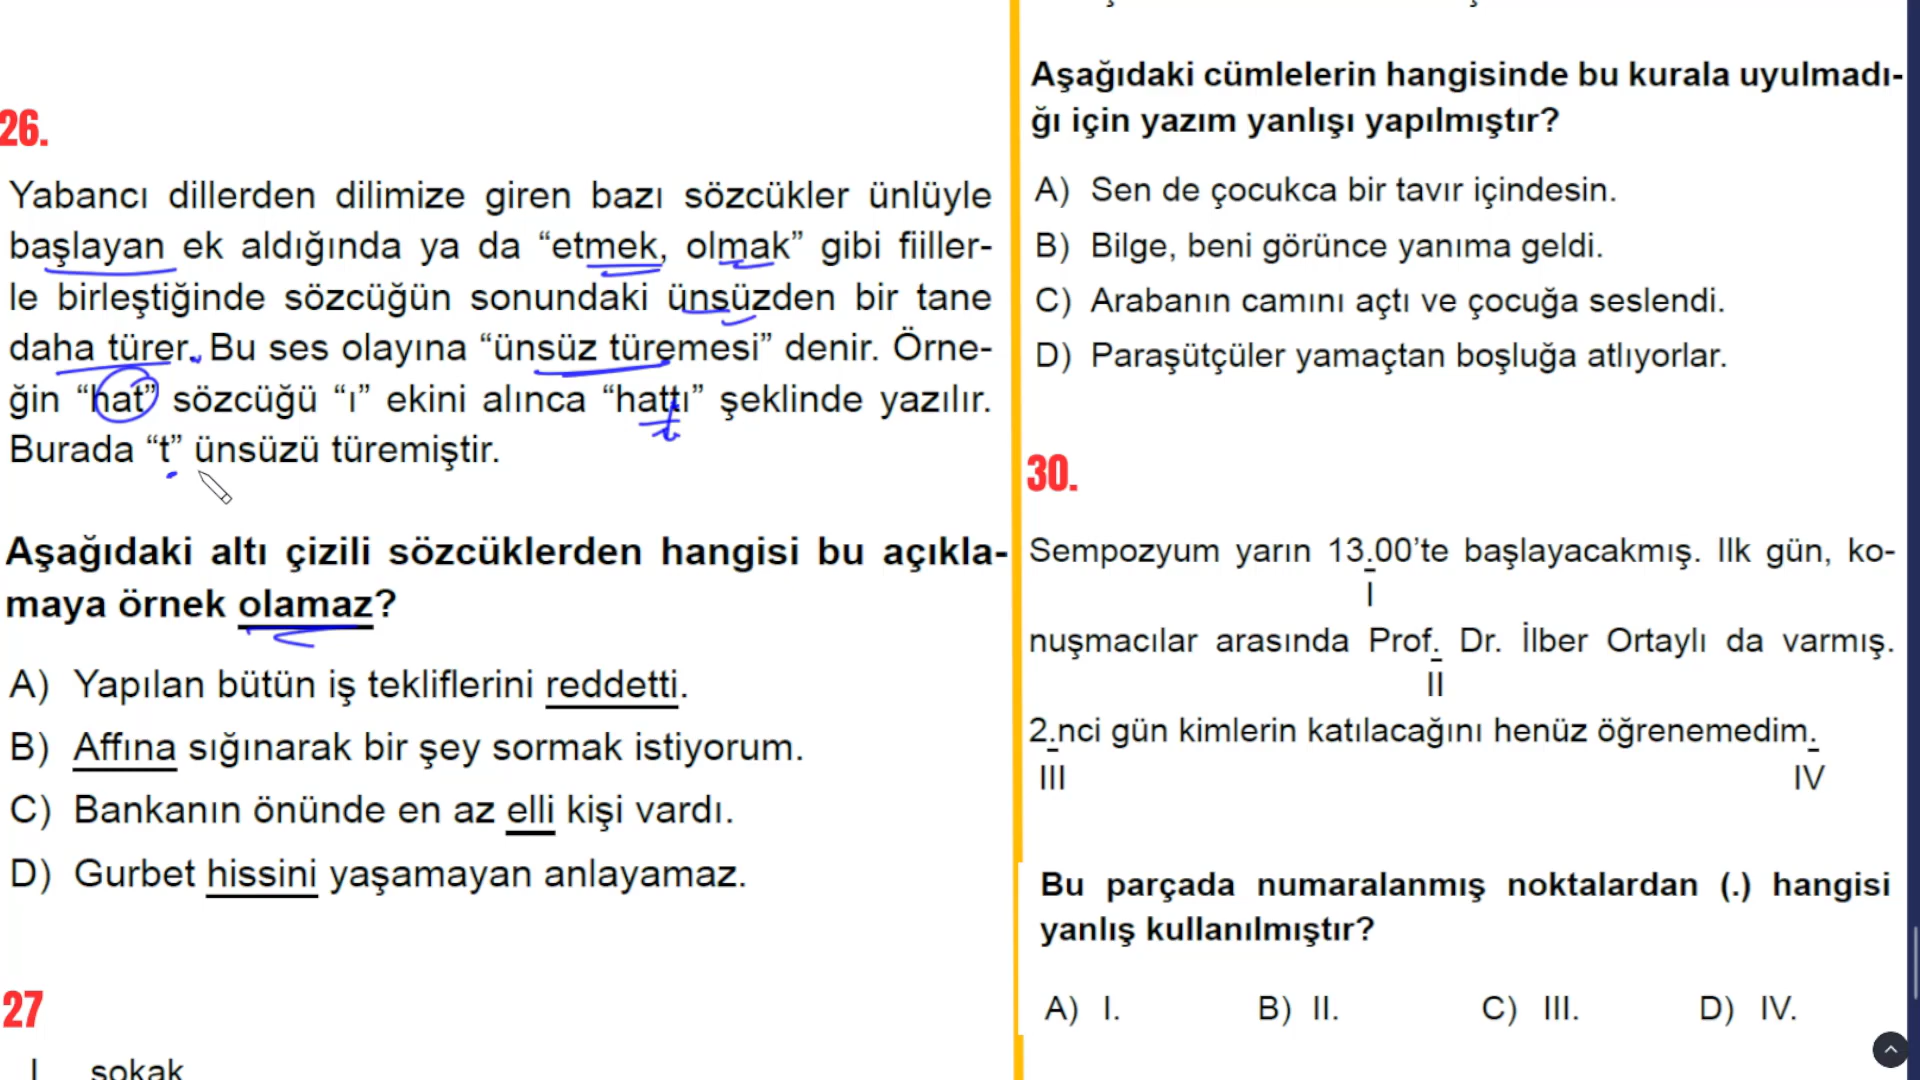 26.
Yabancı dillerden dilimize giren bazı sözcükler ünlüyle
başlayan ek aldığında ya da “etmek, olmak” gibi fiiller-
le birleştiğinde sözcüğün sonundaki ünsüzden bir tane
daha türer. Bu ses olayına “ünsüz türemesi” denir. Örne-
ğin “hat” sözcüğü “ı” ekini alınca “hattı” şeklinde yazılır.
Burada “t” ünsüzü türemiştir.
Aşağıdaki altı çizili sözcüklerden hangisi bu açıkla-
maya örnek olamaz?
A) Yapılan bütün iş tekliflerini reddetti.
B) Affına sığınarak bir şey sormak istiyorum.
C) Bankanın önünde en az elli kişi vardı.
D) Gurbet hissini yaşamayan anlayamaz.
27
I sokak
Aşağıdaki cümlelerin hangisinde bu kurala uyulmadı-
ğı için yazım yanlışı yapılmıştır?
A) Sen de çocukca bir tavır içindesin.
B) Bilge, beni görünce yanıma geldi.
C) Arabanın camını açtı ve çocuğa seslendi.
D) Paraşütçüler yamaçtan boşluğa atlıyorlar.
30.
Sempozyum yarın 13.00’te başlayacakmış. Ilk gün, ko-
I
nuşmacılar arasında Prof. Dr. İlber Ortaylı da varmış.
II
2.nci gün kimlerin katılacağını henüz öğrenemedim.
III IV
Bu parçada numaralanmış noktalardan (.) hangisi
yanlış kullanılmıştır?
A) I. B) II. C) III. D) IV.